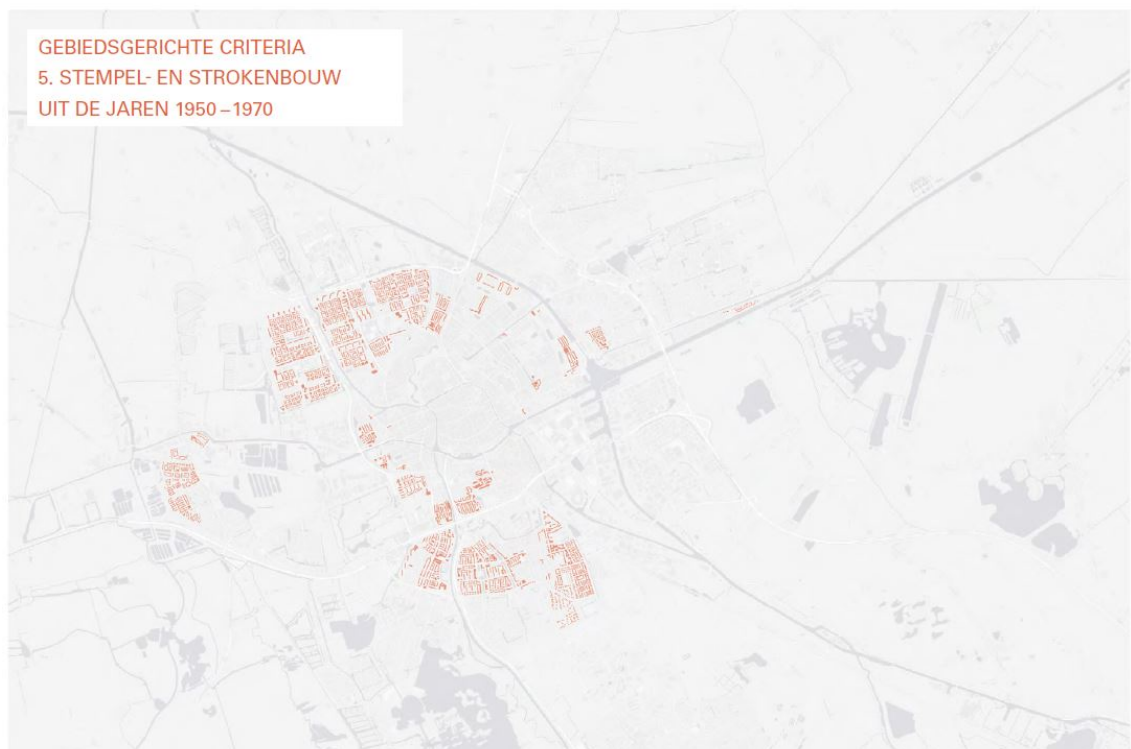 GEBIEDSGERICHTE CRITERIA
5. STEMPEL- EN STROKENBOUW
UIT DE JAREN 1950–1970